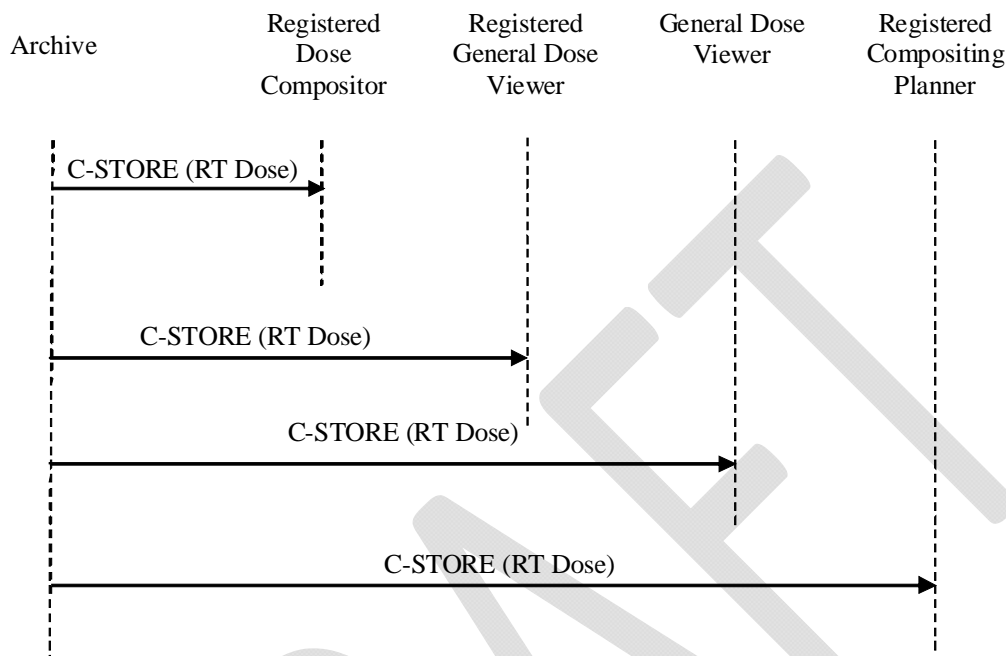 Archive
Registered
Dose
Compositor
Registered
General Dose
Viewer
General Dose
Viewer
Registered
Compositing
Planner
C-STORE (RT Dose)
C-STORE (RT Dose)
C-STORE (RT Dose)
C-STORE (RT Dose)